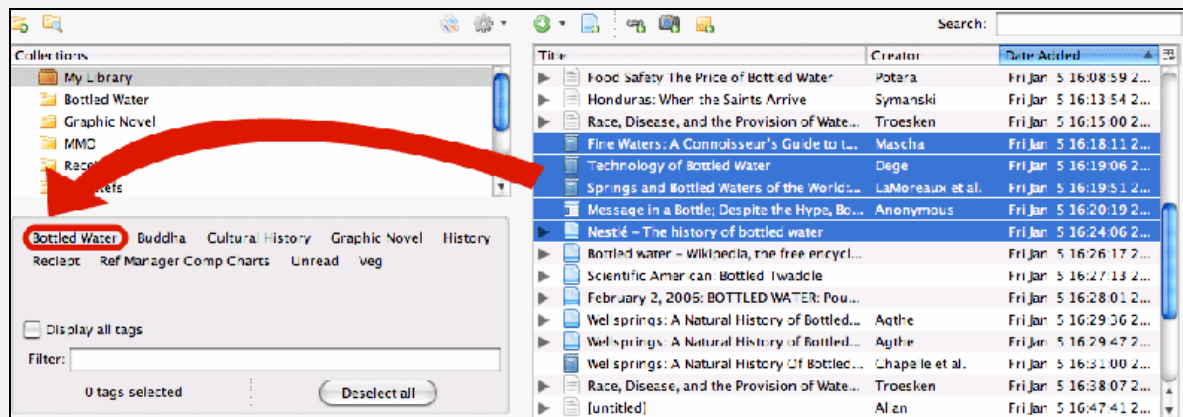 Search:
Collections
My Library
Bottled Water
Graphic Novel
MMO
Bottled Water Buddha Cultural History Graphic Novel History
Reciept Ref Manager Comp Charts Unread Veg
Display all tags
Filter:
0 tags selected Deselect all
Title Creator Date Added
Food Safety The Price of Bottled Water Potera Fri Jan 5 16:08:59 2...
Honduras: When the Saints Arrive Symanski Fri Jan 5 16:13:54 2...
Race, Disease, and the Provision of Wate... Troesken Fri Jan 5 16:15:00 2...
Fine Waters: A Connoisseur's Guide to t... Mascha Fri Jan 5 16:18:11 2...
Technology of Bottled Water Dege Fri Jan 5 16:19:06 2...
Springs and Bottled Waters of the World:... LaMoreaux et al. Fri Jan 5 16:19:51 2...
Message in a Bottle; Despite the Hype, Bo... Anonymous Fri Jan 5 16:20:19 2...
Nestlé – The history of bottled water Fri Jan 5 16:24:06 2...
Bottled water – Wikipedia, the free encycl... Fri Jan 5 16:26:17 2...
Scientific American: Bottled Twaddle Fri Jan 5 16:27:13 2...
February 2, 2006: BOTTLED WATER: Pou... Fri Jan 5 16:28:01 2...
Wellsprings: A Natural History of Bottled... Agthe Fri Jan 5 16:29:36 2...
Wellsprings: A Natural History of Bottled... Agthe Fri Jan 5 16:29:47 2...
Wellsprings: A Natural History Of Bottled... Chapelle et al. Fri Jan 5 16:31:00 2...
Race, Disease, and the Provision of Wate... Troesken Fri Jan 5 16:38:07 2...
[untitled] Allan Fri Jan 5 16:47:41 2...